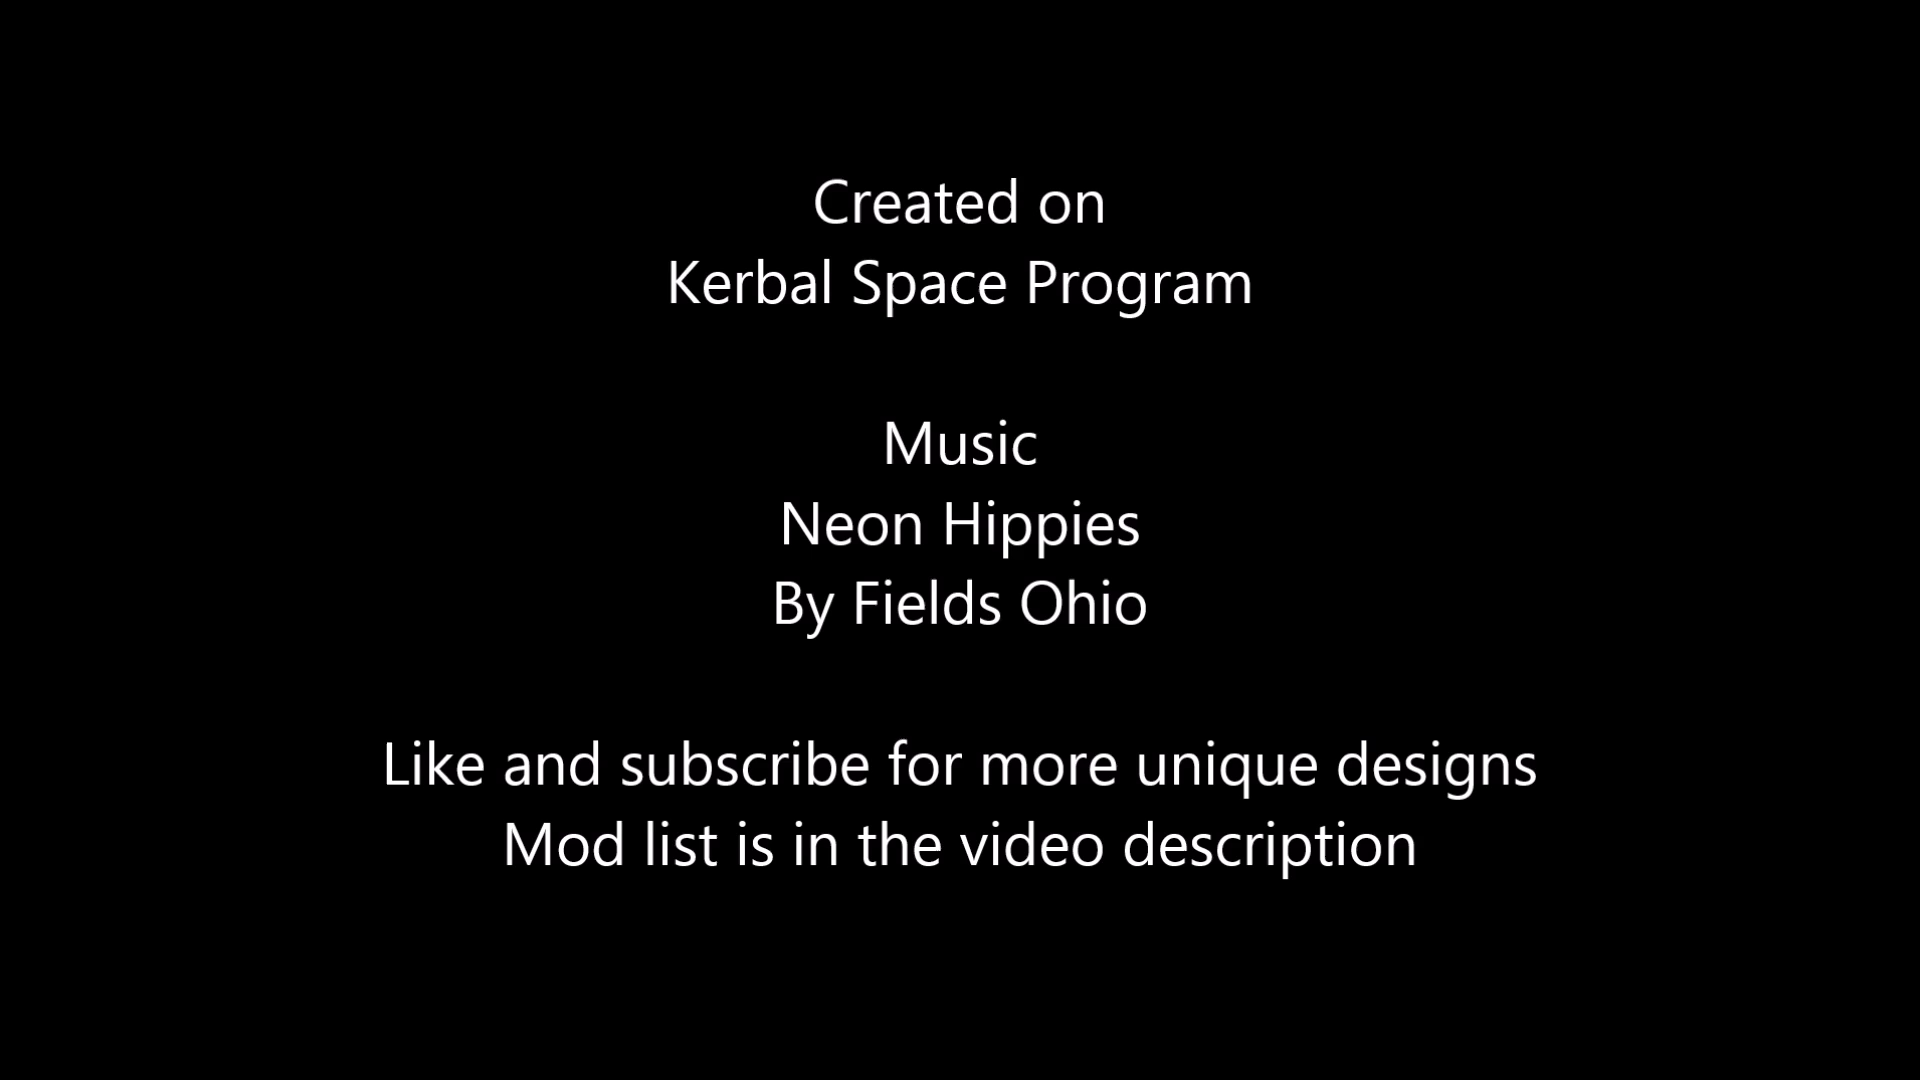 Created on
Kerbal Space Program
Music
Neon Hippies
By Fields Ohio
Like and subscribe for more unique designs
Mod list is in the video description